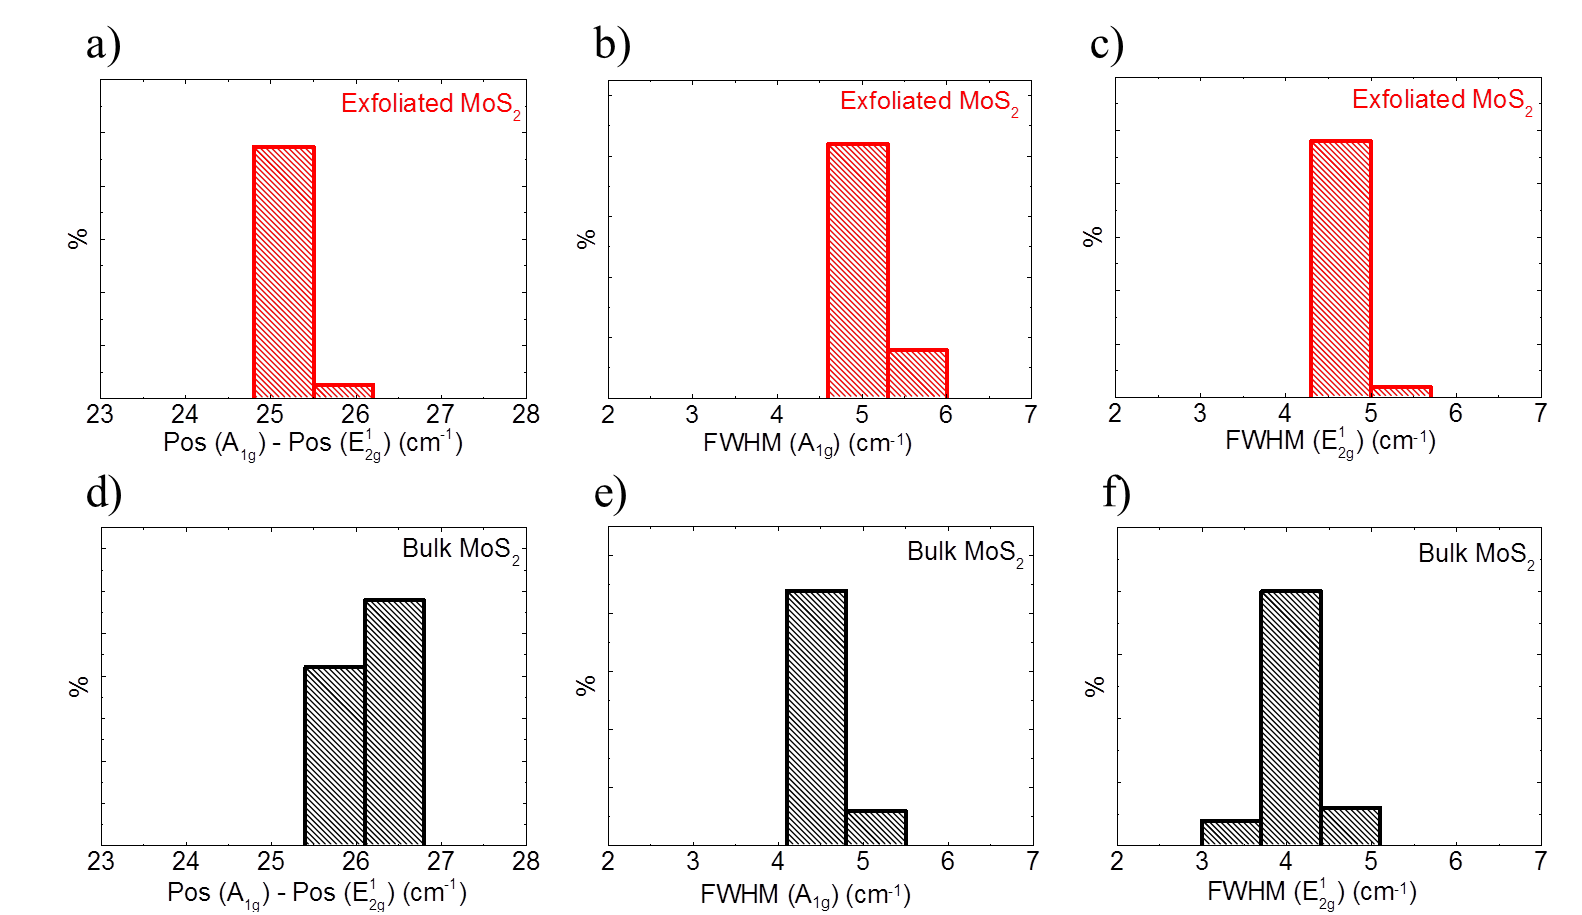 a)
Exfoliated MoS2
%
23 24 25 26 27 28
Pos (A1g) - Pos (E12g) (cm-1)
b)
Exfoliated MoS2
%
2 3 4 5 6 7
FWHM (A1g) (cm-1)
c)
Exfoliated MoS2
%
2 3 4 5 6 7
FWHM (E12g) (cm-1)
d)
Bulk MoS2
%
23 24 25 26 27 28
Pos (A1g) - Pos (E12g) (cm-1)
e)
Bulk MoS2
%
2 3 4 5 6 7
FWHM (A1g) (cm-1)
f)
Bulk MoS2
%
2 3 4 5 6 7
FWHM (E12g) (cm-1)